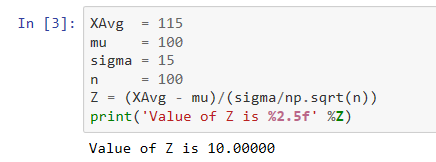 In [3]: XAvg  = 115
mu    = 100
sigma = 15
n     = 100
Z = (XAvg - mu)/(sigma/np.sqrt(n))
print('Value of Z is %2.5f' %Z)
Value of Z is 10.00000